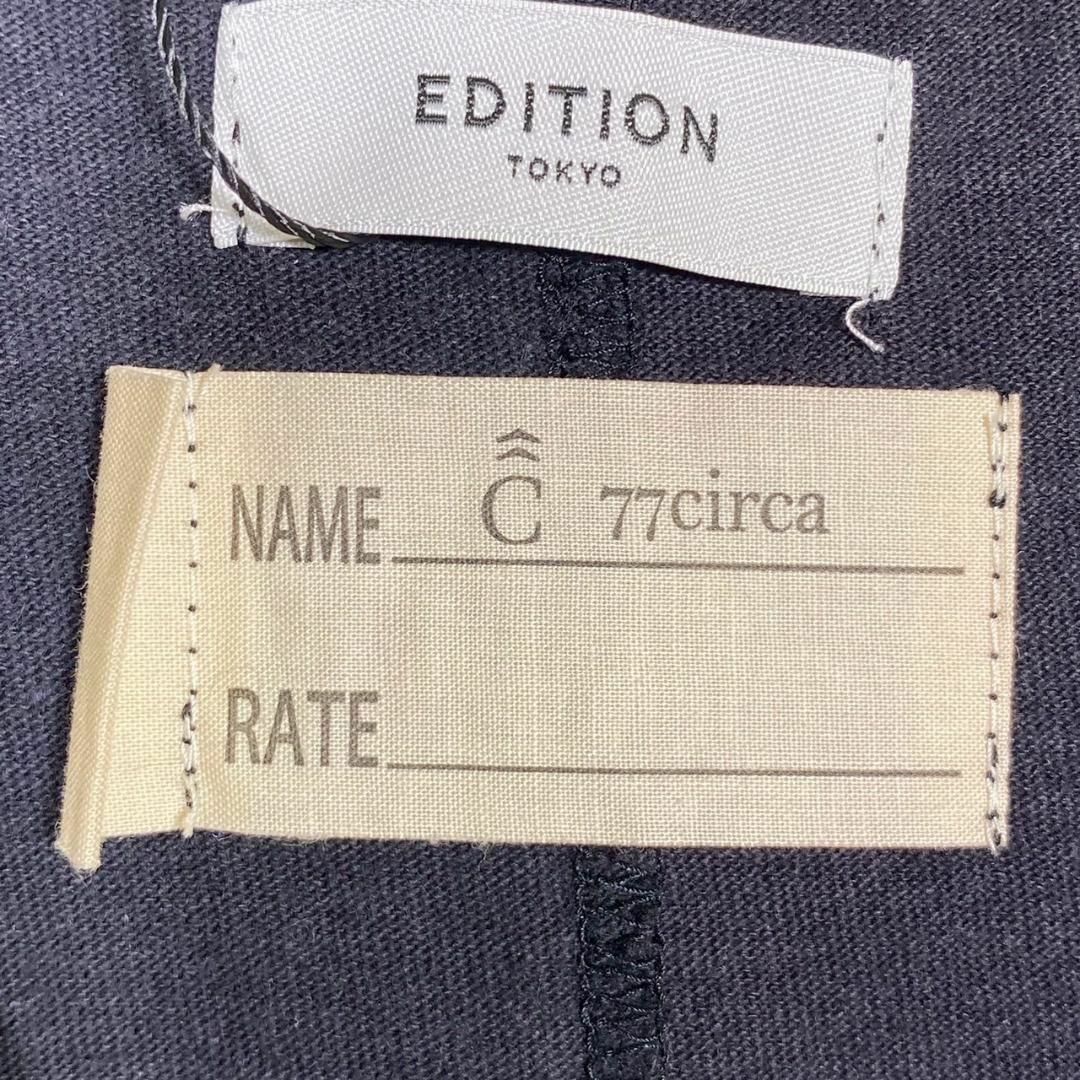 EDITION
TOKYO
Ĉ 77circa
NAME
RATE